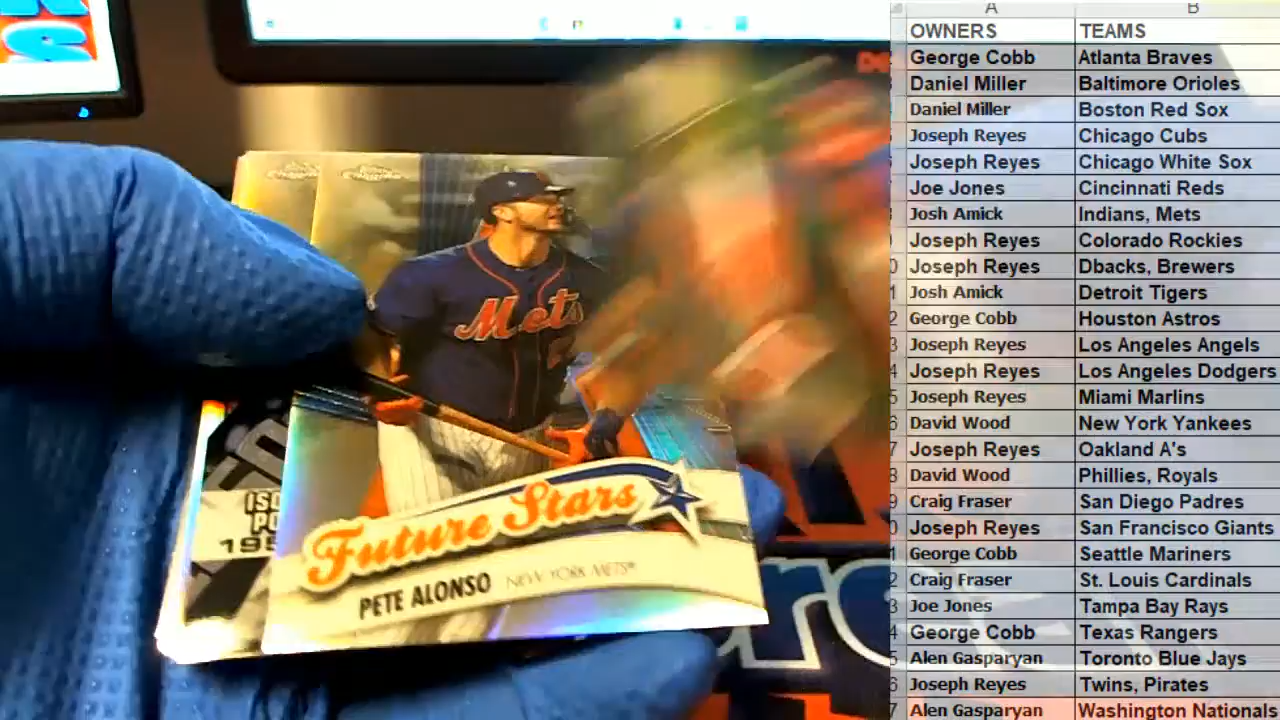 A B
OWNERS TEAMS
George Cobb Atlanta Braves
Daniel Miller Baltimore Orioles
Daniel Miller Boston Red Sox
Joseph Reyes Chicago Cubs
Joseph Reyes Chicago White Sox
Joe Jones Cincinnati Reds
Josh Amick Indians, Mets
Joseph Reyes Colorado Rockies
Joseph Reyes Dbacks, Brewers
Josh Amick Detroit Tigers
George Cobb Houston Astros
Joseph Reyes Los Angeles Angels
Joseph Reyes Los Angeles Dodgers
Joseph Reyes Miami Marlins
David Wood New York Yankees
Joseph Reyes Oakland A's
David Wood Phillies, Royals
Craig Fraser San Diego Padres
Joseph Reyes San Francisco Giants
George Cobb Seattle Mariners
Craig Fraser St. Louis Cardinals
Joe Jones Tampa Bay Rays
George Cobb Texas Rangers
Alen Gasparyan Toronto Blue Jays
Joseph Reyes Twins, Pirates
Alen Gasparyan Washington Nationals
Mets
Future Stars
PETE ALONSO NEW YORK METS